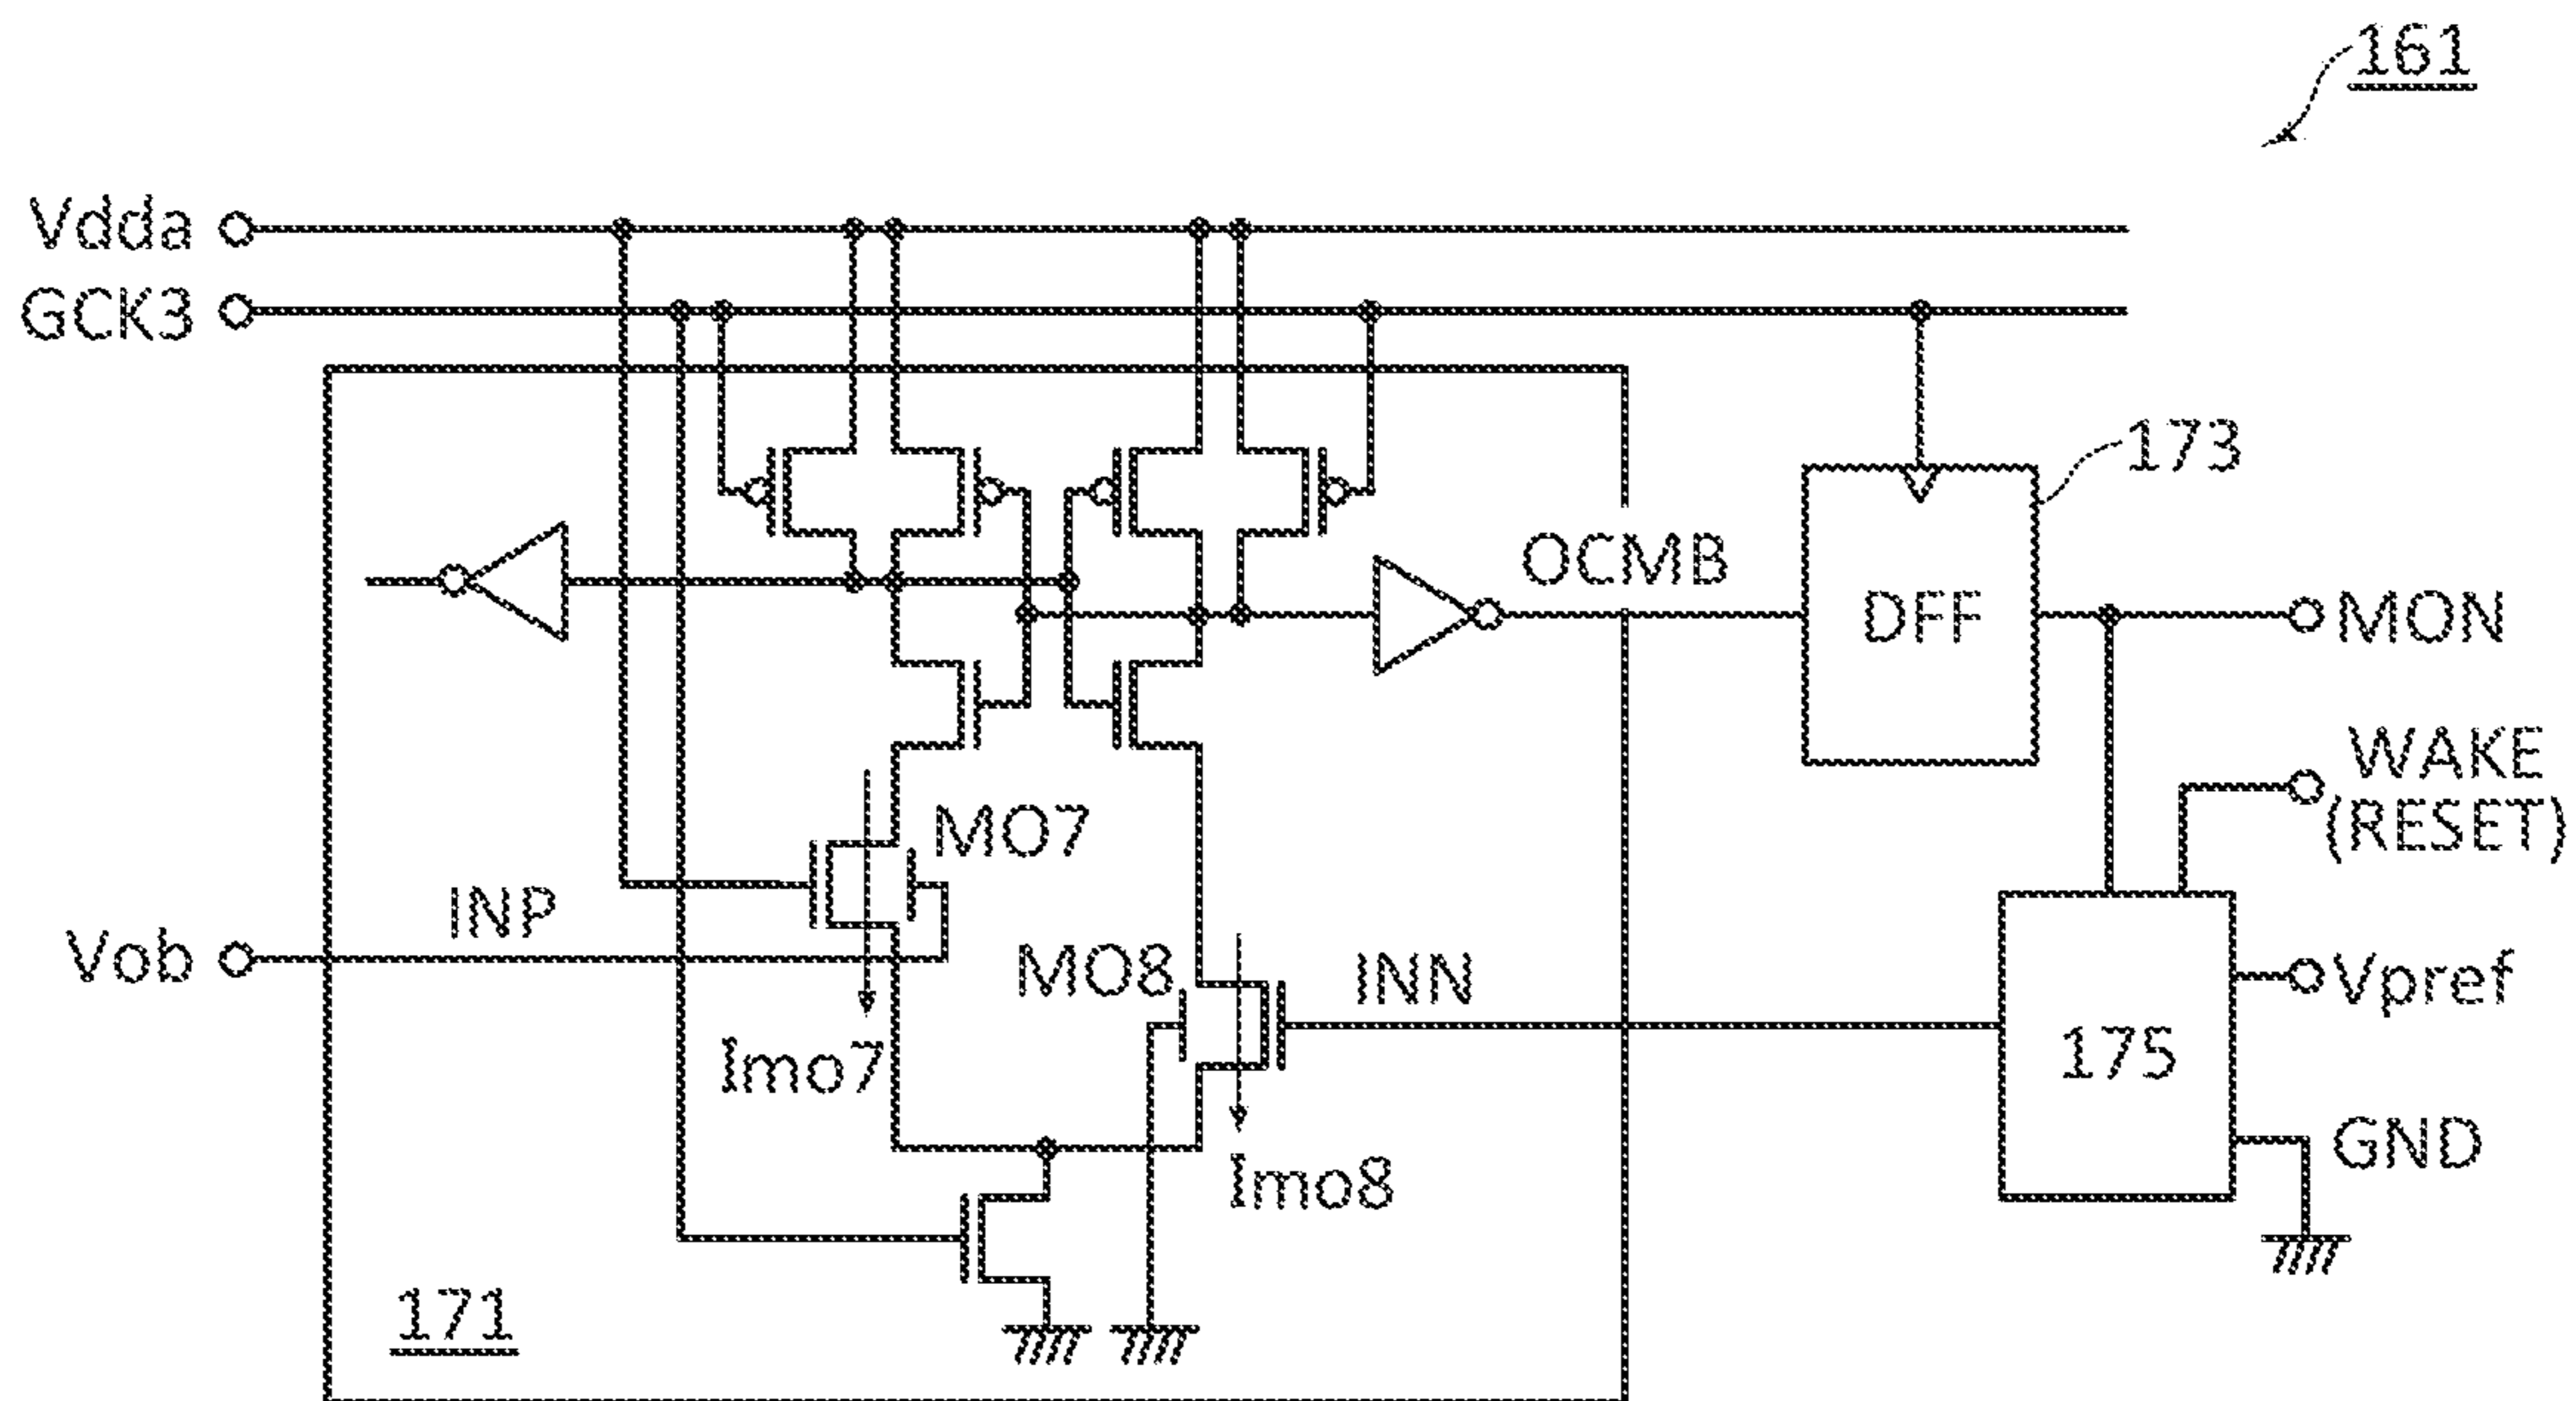 161
Vdda
GCK3
173
OCMB
DFF
MON
WAKE
(RESET)
MO7
INP
Vob
MO8
INN
Vpref
Imo7
175
GND
Imo8
171